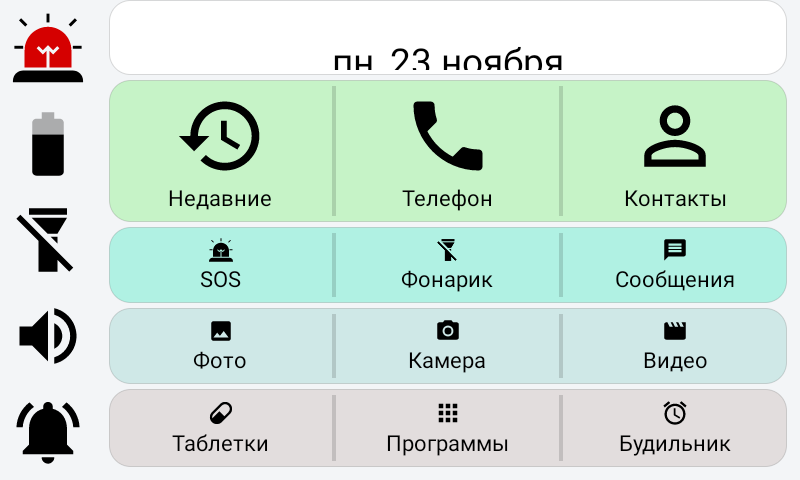 пн, 23 ноября
Недавние
Телефон
Контакты
SOS
Фонарик
Сообщения
Фото
Камера
Видео
Таблетки
Программы
Будильник